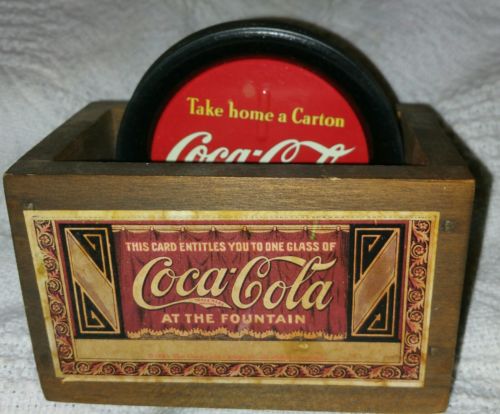 Take home a Carton
Coca-Cola
THIS CARD ENTITLES YOU TO ONE GLASS OF
Coca-Cola
AT THE FOUNTAIN